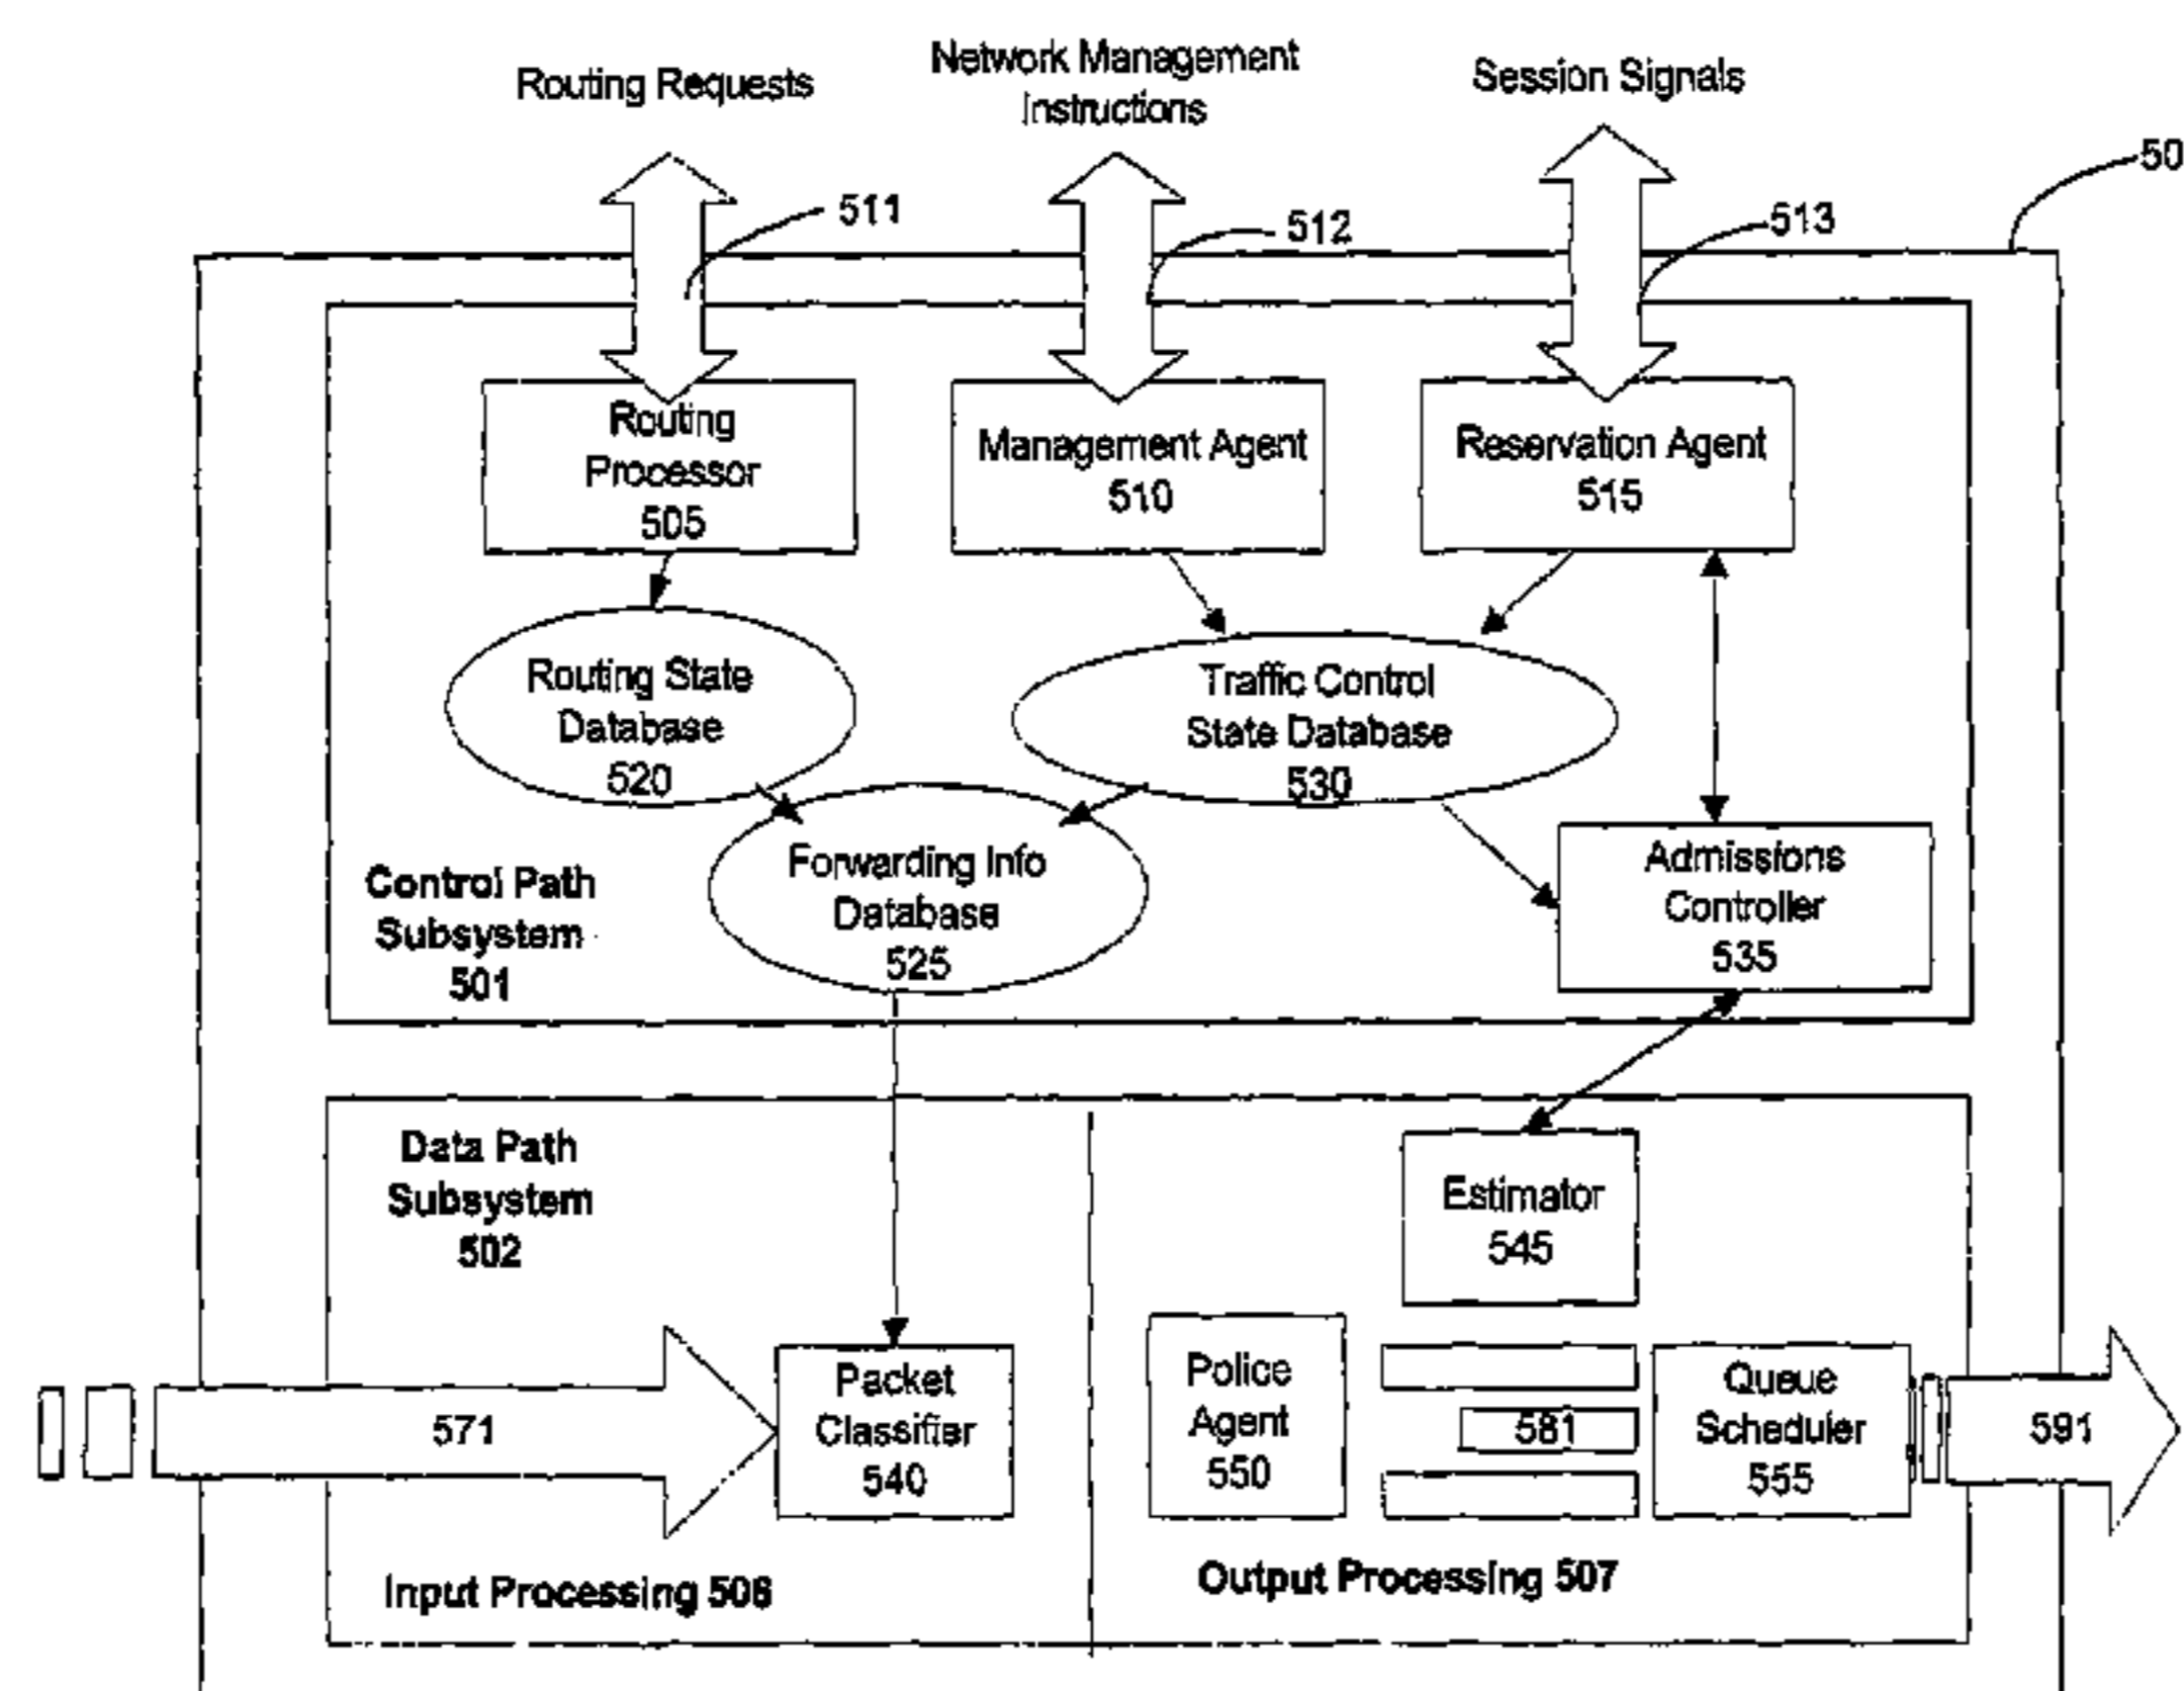 Routing Requests
Network Management
Instructions
Session Signals
50
511
512
513
Routing
Processor
505
Management Agent
510
Reservation Agent
515
Routing State
Database
520
Traffic Control
State Database
530
Forwarding Info
Database
525
Admissions
Controller
535
Control Path
Subsystem
501
Data Path
Subsystem
502
Estimator
545
571
Packet
Classifier
540
Police
Agent
550
581
Queue
Scheduler
555
591
Input Processing 506
Output Processing 507